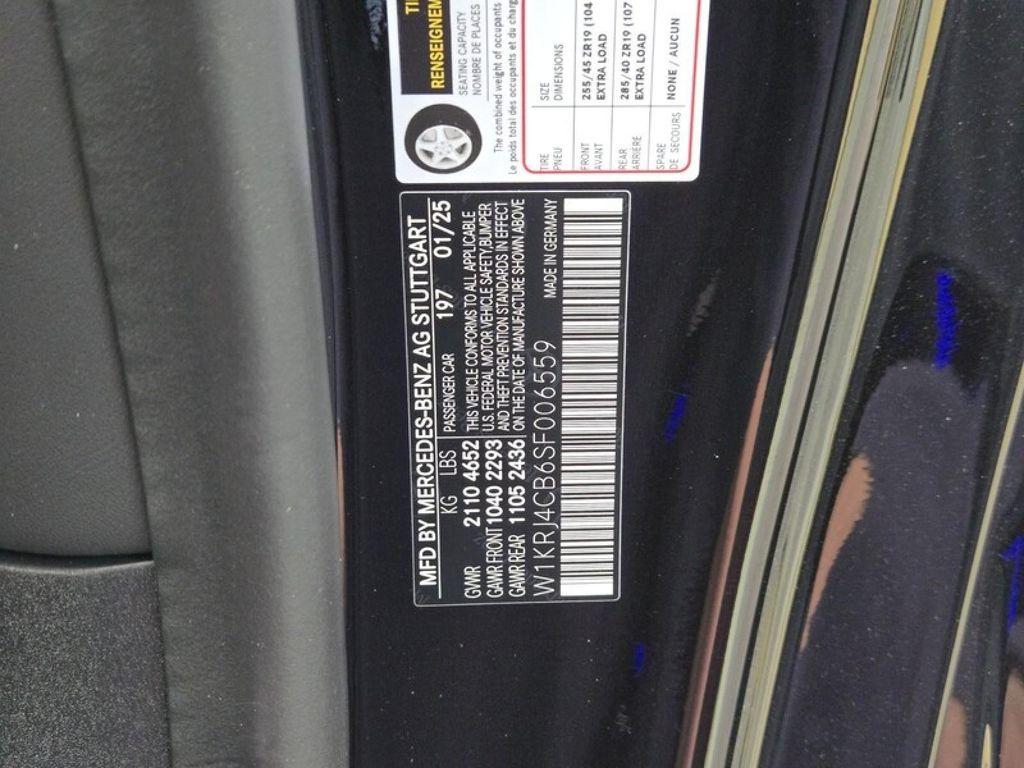 MFD BY MERCEDES-BENZ AG STUTTGART
KG LBS PASSENGER CAR 197 01/25
GVWR 2110 4652 THIS VEHICLE CONFORMS TO ALL APPLICABLE
GAWR FRONT 1040 2293 U.S. FEDERAL MOTOR VEHICLE SAFETY,BUMPER
GAWR REAR 1105 2436 AND THEFT PREVENTION STANDARDS IN EFFECT
ON THE DATE OF MANUFACTURE SHOWN ABOVE
W1KRJ4CB6SF006559 MADE IN GERMANY
RENSEIGNEM
SEATING CAPACITY
NOMBRE DE PLACES
The combined weight of occupants
Le poids total des occupants et du charg
TIRE SIZE
PNEU DIMENSIONS
FRONT 255/45 ZR19 (104
AVANT EXTRA LOAD
REAR 285/40 ZR19 (107
ARRIERE EXTRA LOAD
SPARE NONE / AUCUN
DE SECOURS